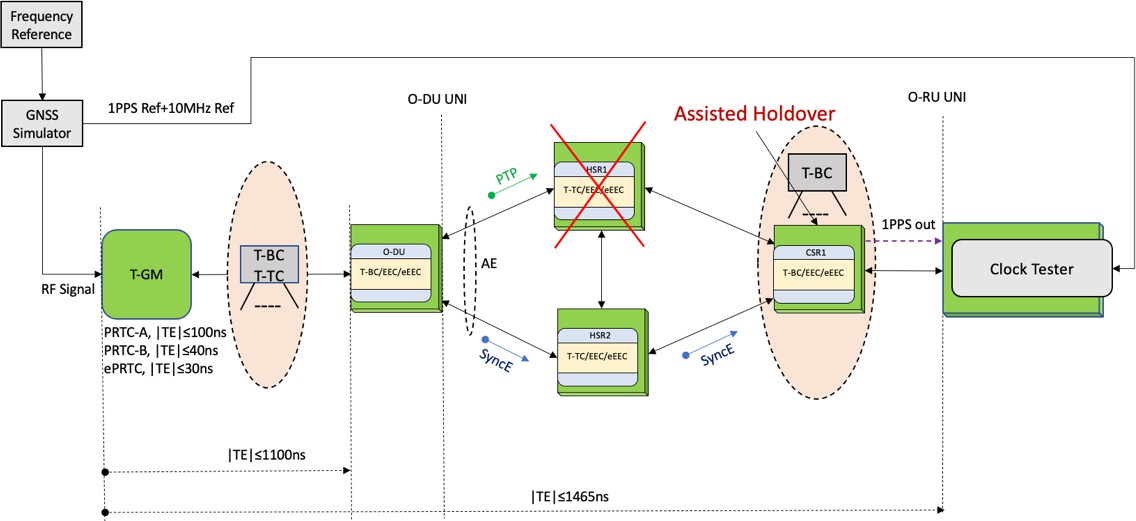 Frequency
Reference
GNSS
Simulator
1PPS Ref+10MHz Ref
O-DU UNI
O-RU UNI
Assisted Holdover
HSR1
T-TC/EEC/eEEC
PTP
T-BC
1PPS out
T-BC
T-TC
O-DU
T-BC/EEC/eEEC
AE
CSR1
T-BC/EEC/eEEC
Clock Tester
T-GM
RF Signal
PRTC-A, |TE|≤100ns
PRTC-B, |TE|≤40ns
ePRTC, |TE|≤30ns
SyncE
HSR2
T-TC/EEC/eEEC
SyncE
|TE|≤1100ns
|TE|≤1465ns